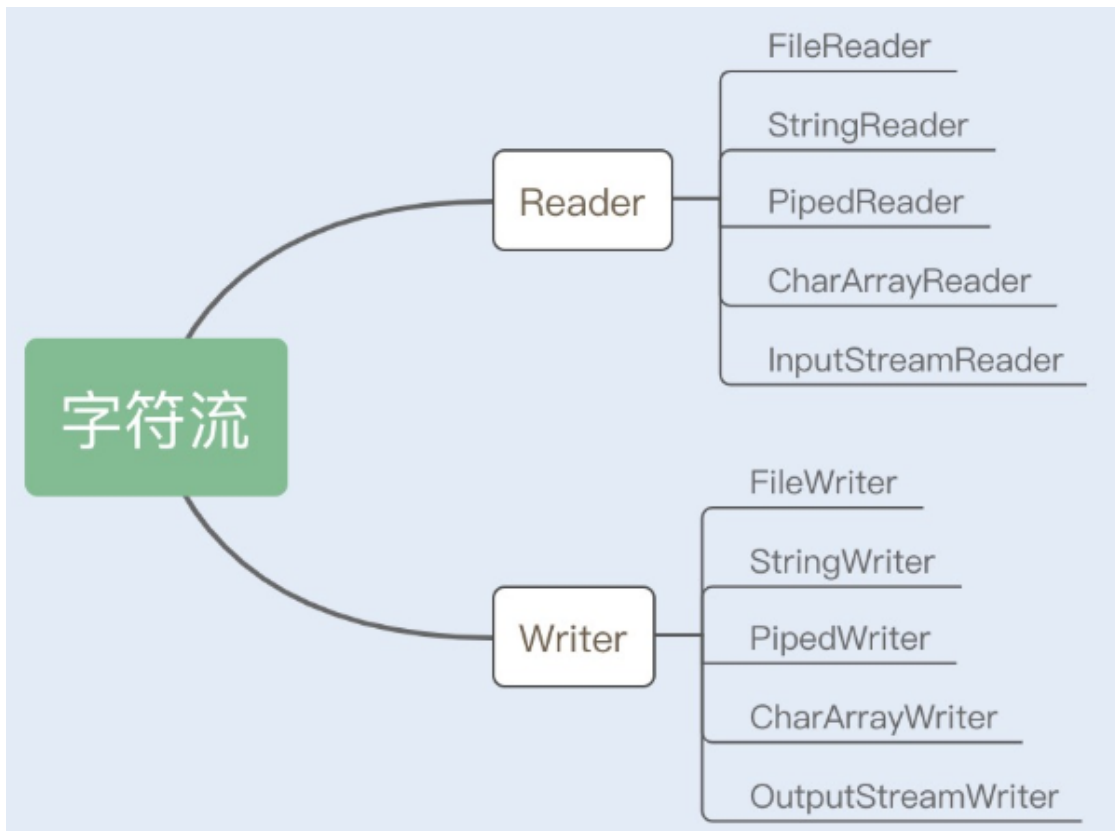 字符流
Reader
FileReader
StringReader
PipedReader
CharArrayReader
InputStreamReader
Writer
FileWriter
StringWriter
PipedWriter
CharArrayWriter
OutputStreamWriter